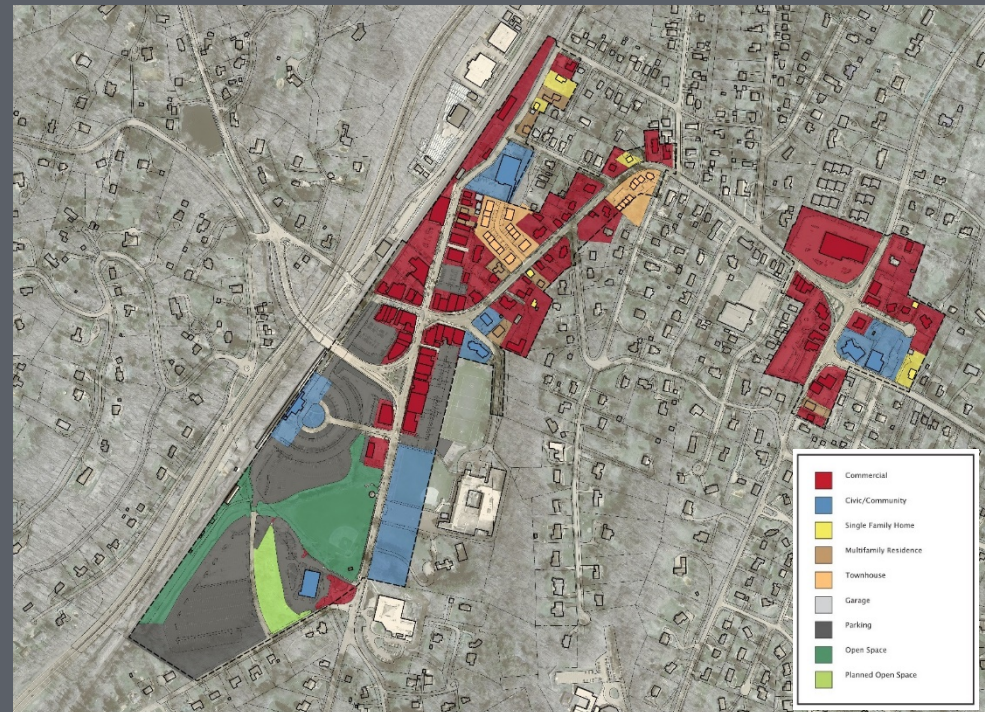 Commercial
Civic/Community
Single Family Home
Multifamily Residence
Townhouse
Garage
Parking
Open Space
Planned Open Space